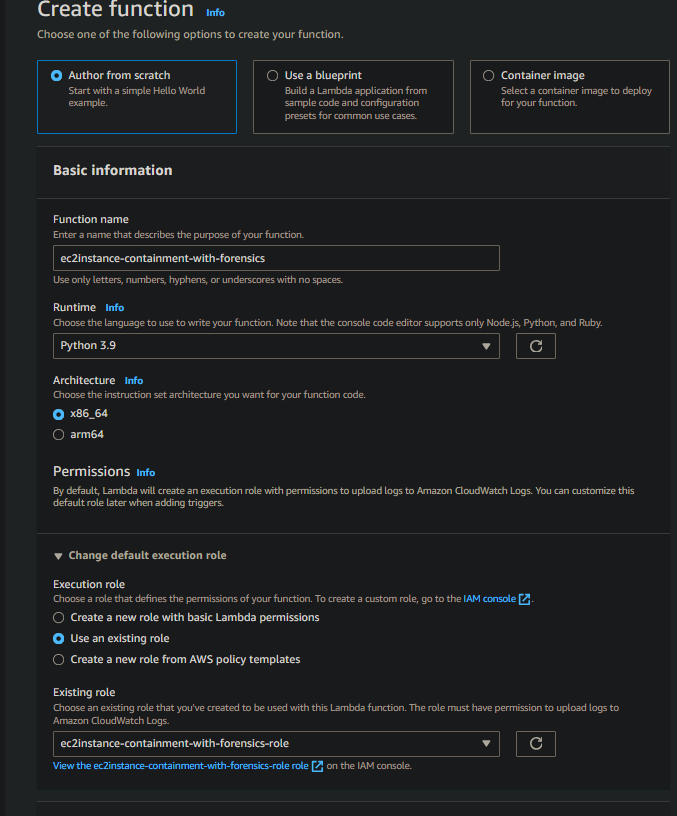 Create function Info
Choose one of the following options to create your function.
Author from scratch
Start with a simple Hello World
example.
Use a blueprint
Build a Lambda application from
sample code and configuration
presets for common use cases.
Container image
Select a container image to deploy
for your function.
Basic information
Function name
Enter a name that describes the purpose of your function.
ec2instance-containment-with-forensics
Use only letters, numbers, hyphens, or underscores with no spaces.
Runtime Info
Choose the language to use to write your function. Note that the console code editor supports only Node.js, Python, and Ruby.
Python 3.9
Architecture Info
Choose the instruction set architecture you want for your function code.
x86_64
arm64
Permissions Info
By default, Lambda will create an execution role with permissions to upload logs to Amazon CloudWatch Logs. You can customize this
default role later when adding triggers.
Change default execution role
Execution role
Choose a role that defines the permissions of your function. To create a custom role, go to the IAM console.
Create a new role with basic Lambda permissions
Use an existing role
Create a new role from AWS policy templates
Existing role
Choose an existing role that you've created to be used with this Lambda function. The role must have permission to upload logs to
Amazon CloudWatch Logs.
ec2instance-containment-with-forensics-role
View the ec2instance-containment-with-forensics-role role on the IAM console.